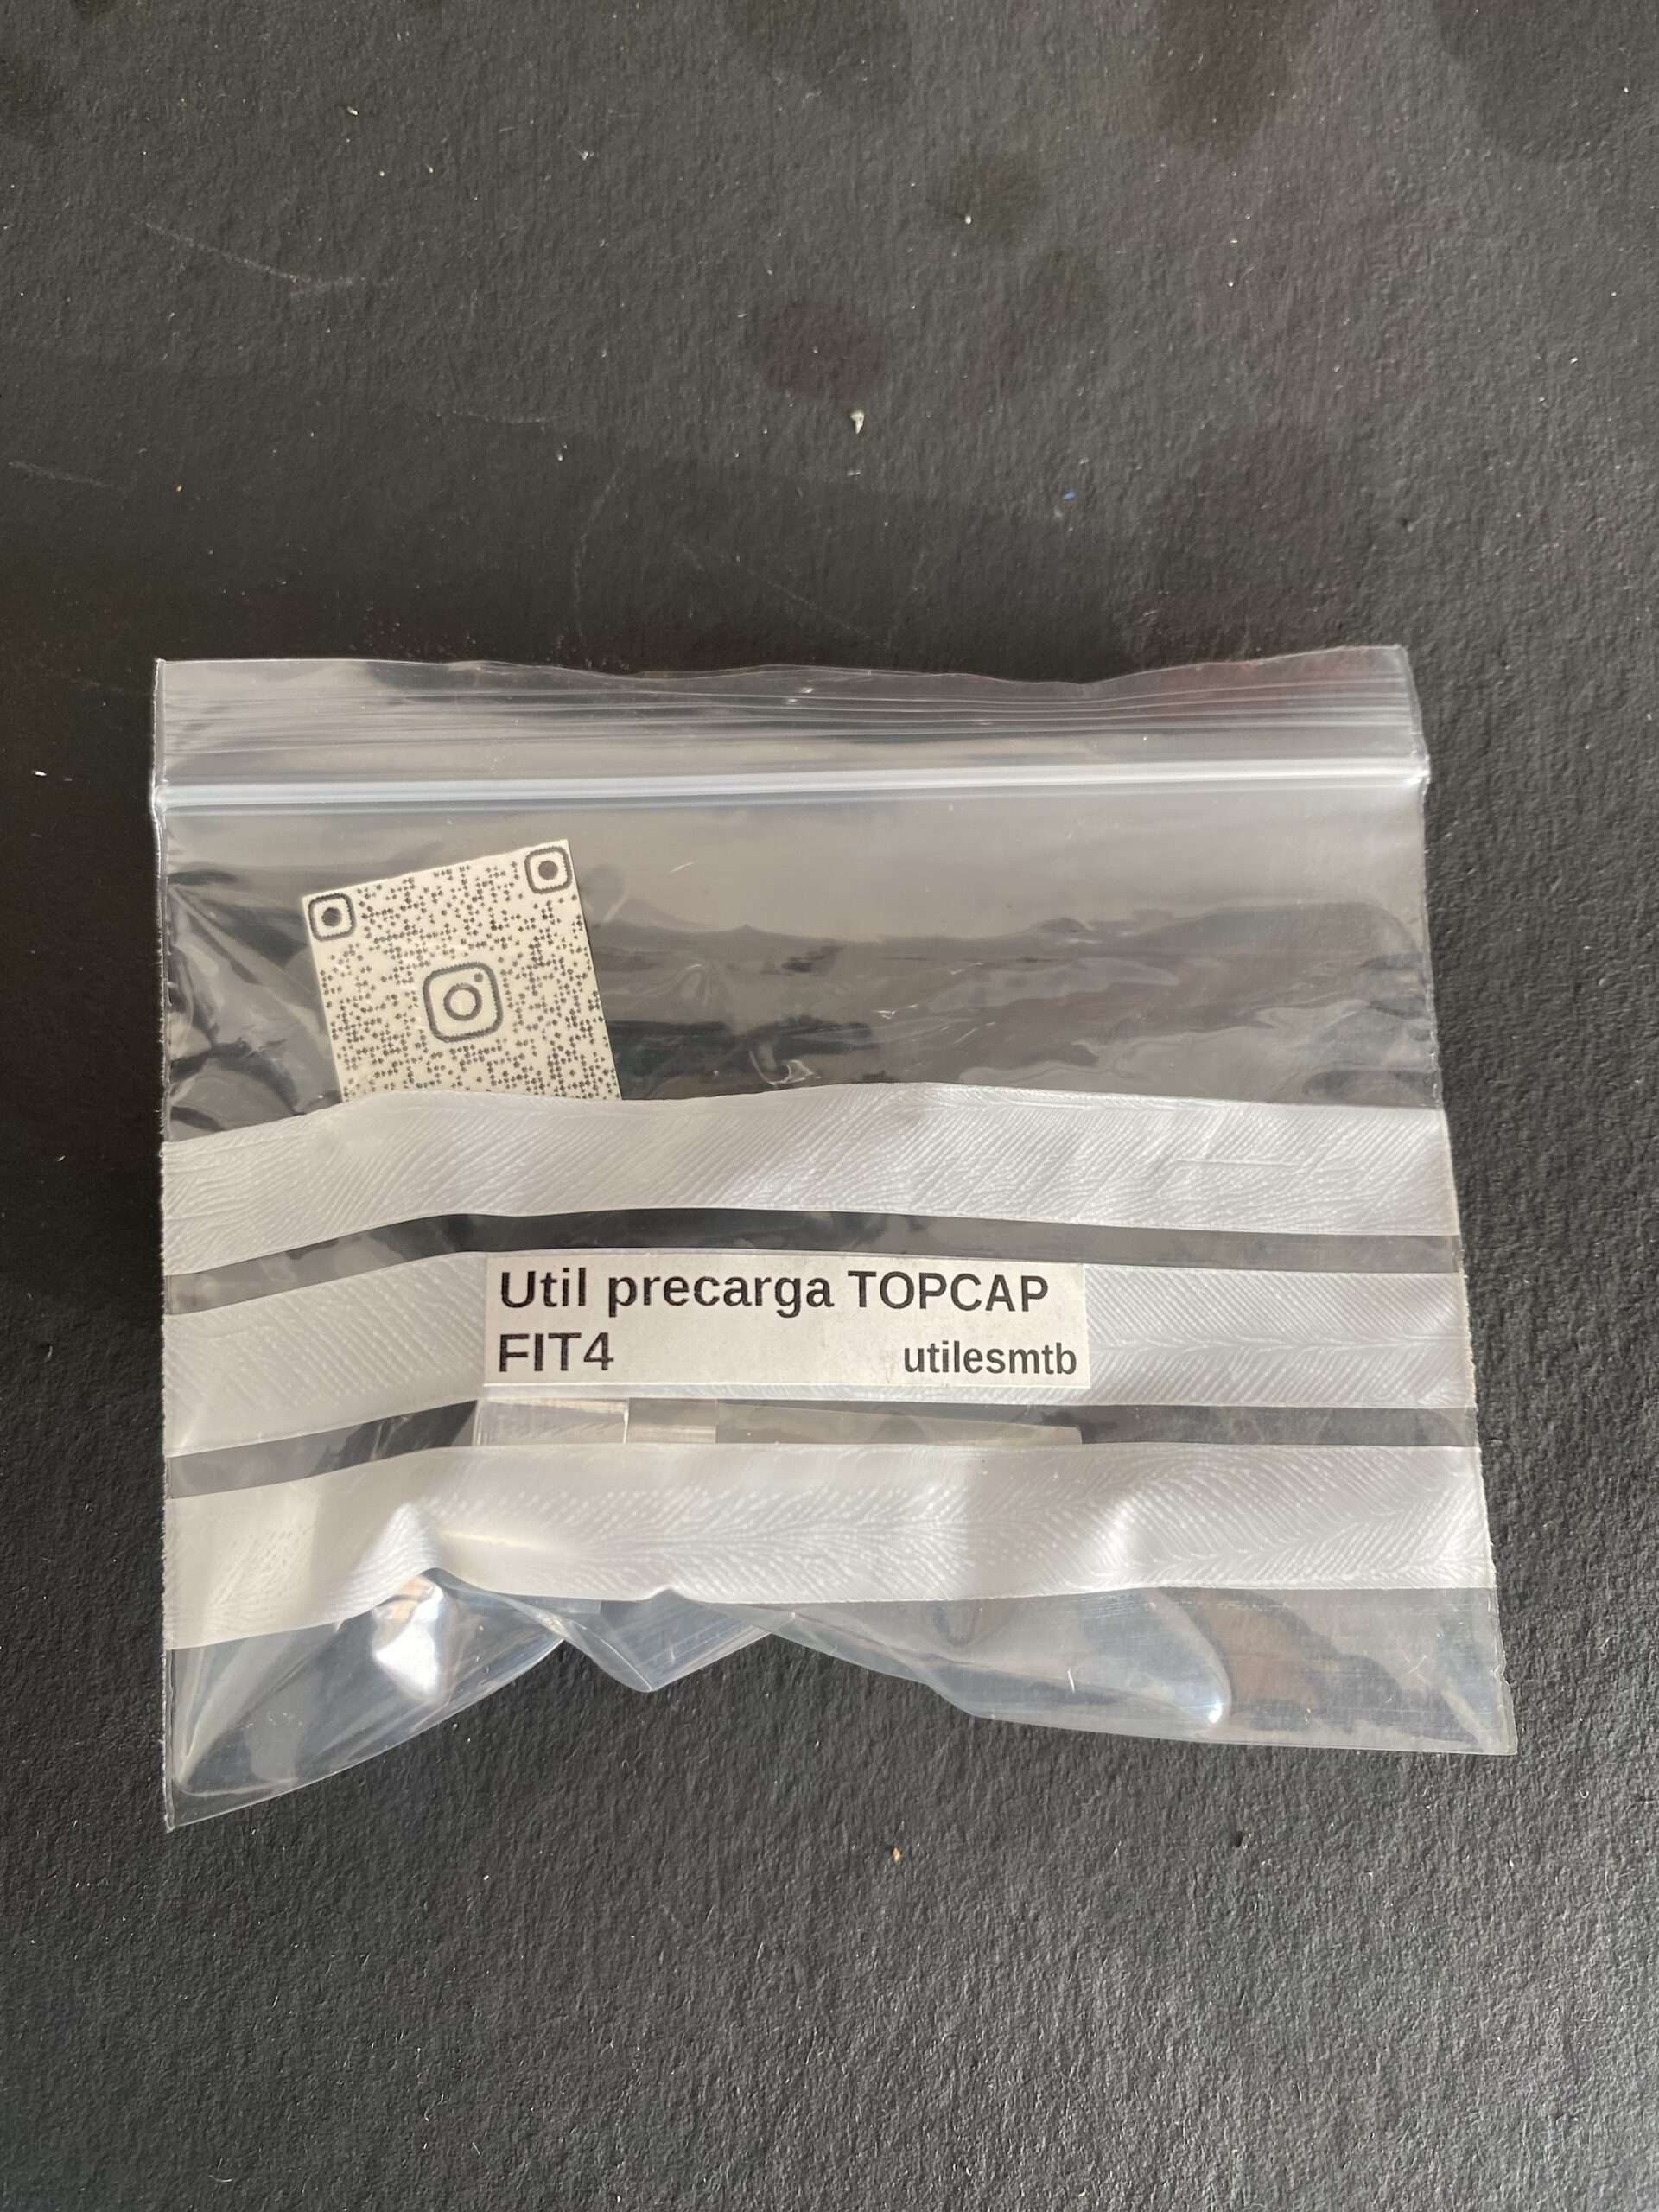 Util precarga TOPCAP
FIT4 utilesmtb